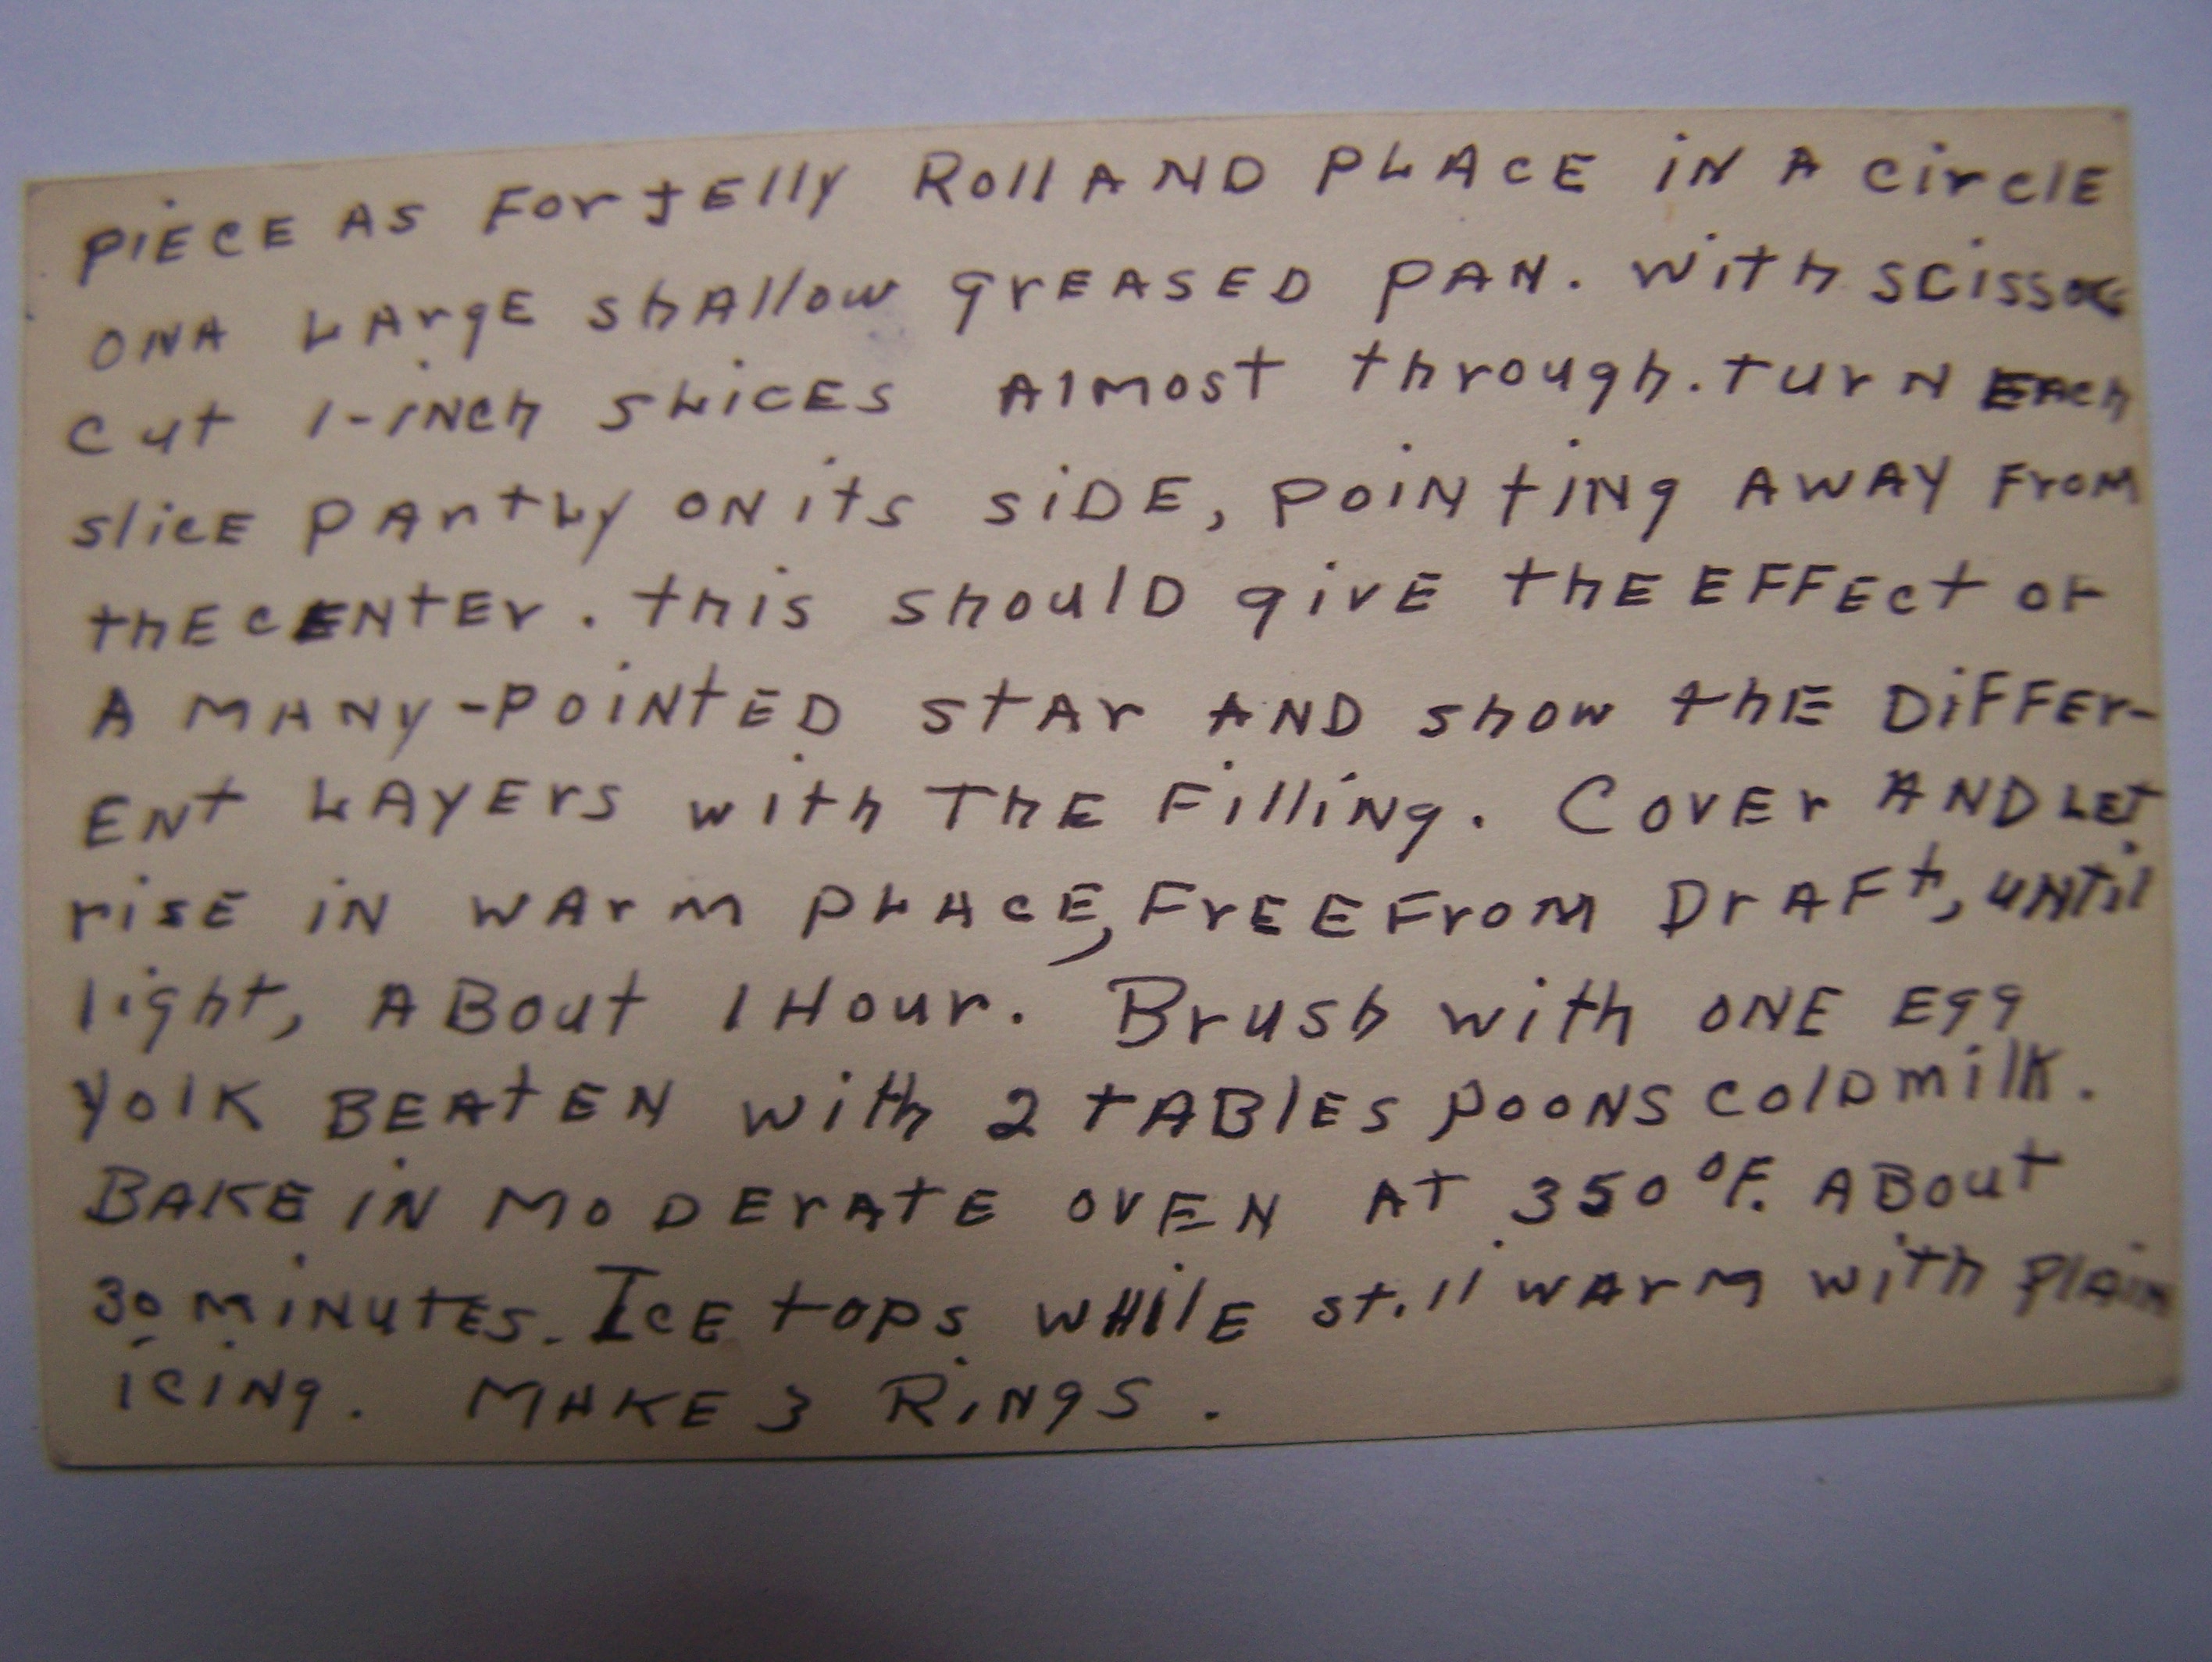 PIECE AS For JElly Roll AND PLACE iN A circlE
ON A LArgE shAllow grEASED PAN. With SCISSors
cut 1-iNch SLICES Almost through. turN EAch
slicE PArtLy ON its siDE, PoiNtiNg AWAY From
thE cENtEr. this shoulD givE thE EFFEct oF
A MANy-PoiNtED stAr AND show thE DiFFEr-
ENt LAYErs with ThE FilliNg. CovEr AND LEt
risE iN wArm PLACE, FrEE From DrAFt, uNtil
light, ABout 1 Hour. Brush with ONE Egg
yolk BEAtEN with 2 tABlESpooNS colD milk.
BAKE IN MoDErAtE OVEN At 350°F. ABout
30 MiNutES. IcE topS wHilE still wArm with PlAiN
iciNg. MAKE 3 RiNgS.